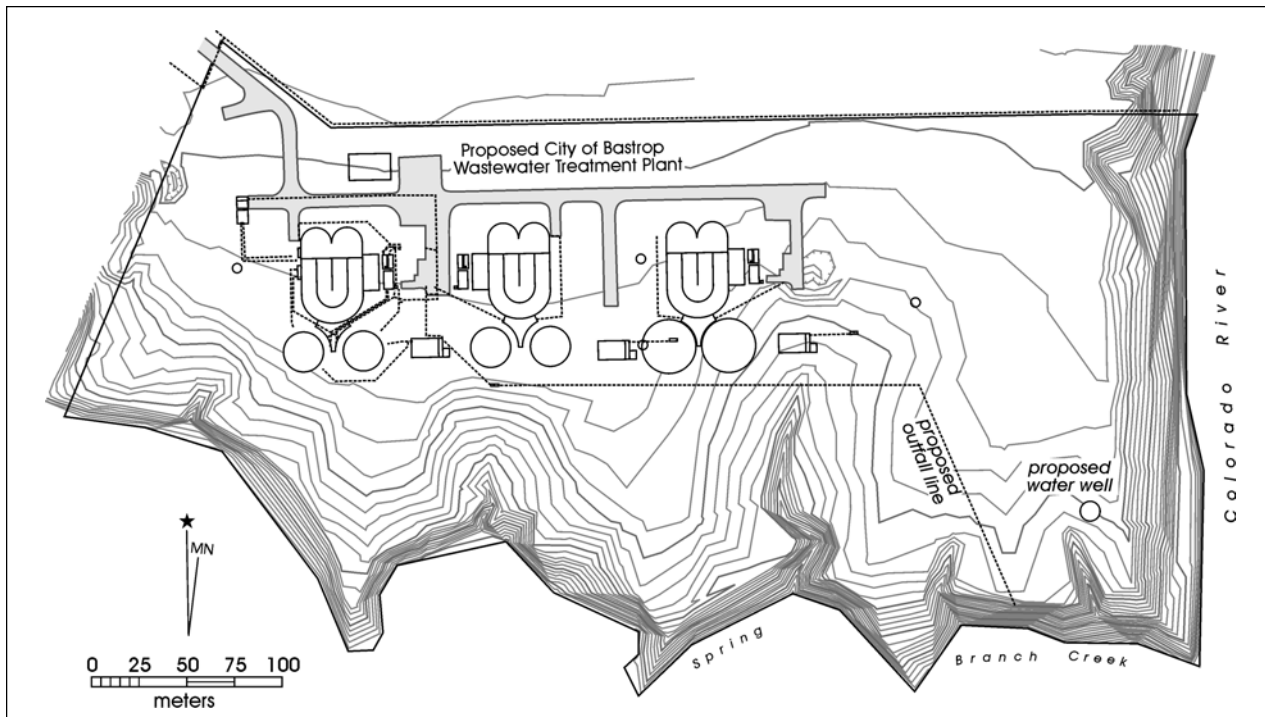 Proposed City of Bastrop
Wastewater Treatment Plant
Colorado River
proposed
outfall line
proposed
water well
MN
Spring Branch Creek
0 25 50 75 100
meters